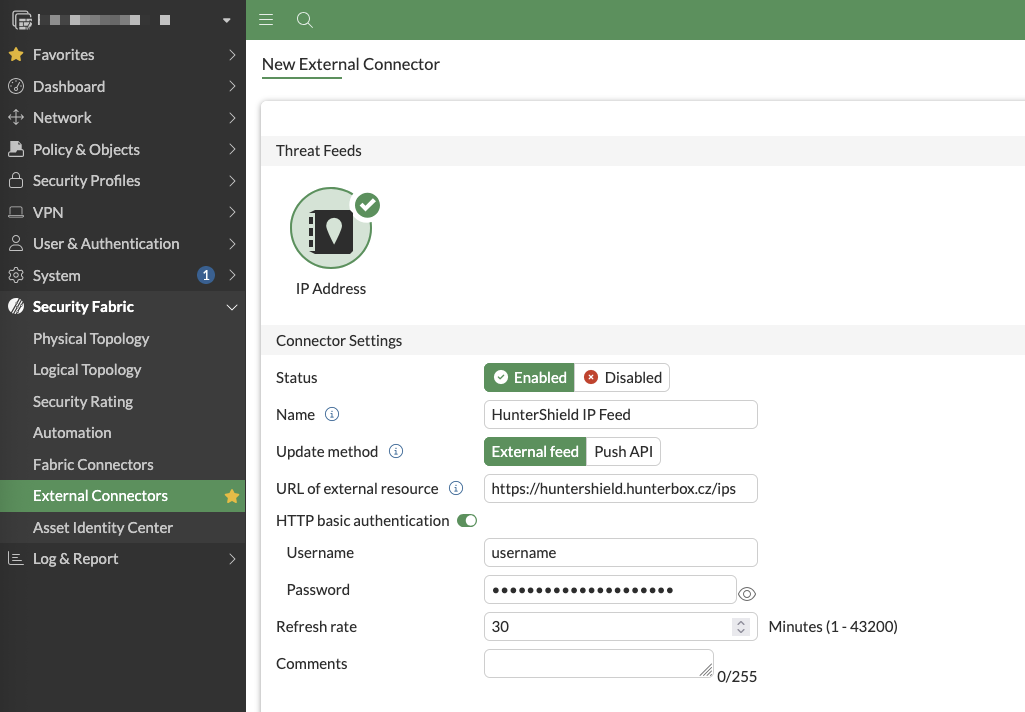 Favorites
Dashboard
Network
Policy & Objects
Security Profiles
VPN
User & Authentication
System 1
Security Fabric
Physical Topology
Logical Topology
Security Rating
Automation
Fabric Connectors
External Connectors
Asset Identity Center
Log & Report
New External Connector
Threat Feeds
IP Address
Connector Settings
Status Enabled Disabled
Name HunterShield IP Feed
Update method External feed Push API
URL of external resource https://huntershield.hunterbox.cz/ips
HTTP basic authentication
Username username
Password ••••••••••••••••••••
Refresh rate 30 Minutes (1 - 43200)
Comments 0/255